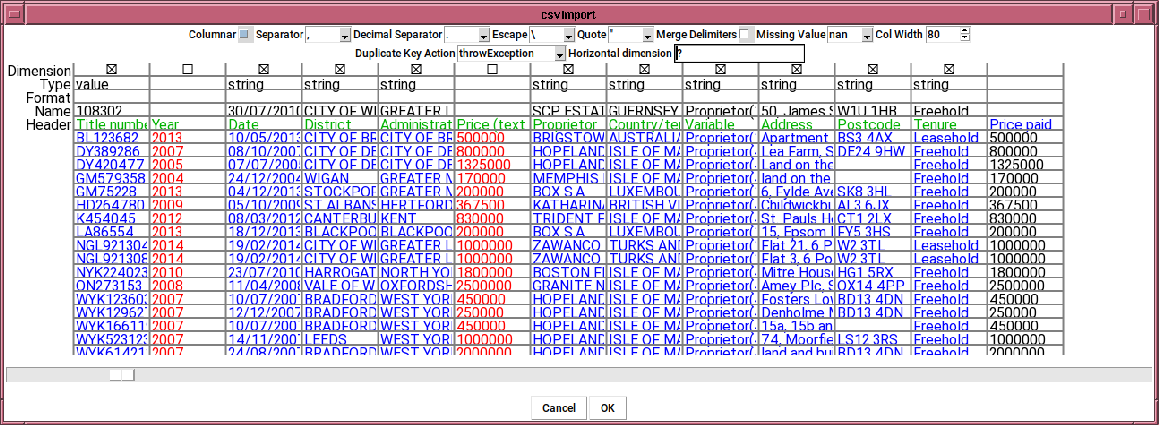 csvImport
Columnar Separator , Decimal Separator . Escape \ Quote " Merge Delimiters Missing Value nan Col Width 80
Duplicate Key Action throwException Horizontal dimension ?
Dimension
Type value string string string string string string string string string
Format
Name 108302 30/07/2010 CITY OF WI GREATER L SCP ESTAT GUERNSEY Proprietor( 50, James S W1U 1HB Freehold
Header Title numbe Year Date District Administrat Price (text Proprietor Country/ter Variable Address Postcode Tenure Price paid
BL123682 2013 10/05/2013 CITY OF BR CITY OF BR 500000 BRIGSTOW AUSTRALIA Proprietor( Apartment BS3 4AX Leasehold 500000
DY389286 2007 08/10/2007 CITY OF DE CITY OF DE 800000 HOPELAND ISLE OF MA Proprietor( Lea Farm, S DE24 9HW Freehold 800000
DY420477 2005 07/07/2005 CITY OF DE CITY OF DE 1325000 HOPELAND ISLE OF MA Proprietor( land on the Freehold 1325000
GM579358 2004 24/12/2004 WIGAN GREATER M 170000 MEMPHIS ISLE OF MA Proprietor( land on the Freehold 170000
GM75228 2013 04/12/2013 STOCKPOR GREATER M 200000 BOX S.A. LUXEMBOU Proprietor( 6, Fylde Ave SK8 3HL Freehold 200000
HD264780 2009 05/10/2009 ST ALBANS HERTFORD 367500 KATHARINA BRITISH VI Proprietor( Childwickbu AL3 6JX Freehold 367500
K454045 2012 08/03/2012 CANTERBU KENT 830000 TRIDENT F ISLE OF MA Proprietor( St. Pauls Ho CT1 2LX Freehold 830000
LA86554 2013 18/12/2013 BLACKPOO BLACKPOO 200000 BOX S.A. LUXEMBOU Proprietor( 15, Epsom FY5 3HS Freehold 200000
NGL921304 2014 19/02/2014 CITY OF WI GREATER L 1000000 ZAWANCO TURKS AN Proprietor( Flat 21, 6 P W2 3TL Leasehold 1000000
NGL921308 2014 19/02/2014 CITY OF WI GREATER L 1000000 ZAWANCO TURKS AN Proprietor( Flat 3, 6 Po W2 3TL Leasehold 1000000
NYK224023 2010 23/07/2010 HARROGAT NORTH YO 1800000 BOSTON F ISLE OF MA Proprietor( Mitre Hous HG1 5RX Freehold 1800000
ON273153 2008 11/04/2008 VALE OF W OXFORDSH 2500000 GRANITE N ISLE OF MA Proprietor( Amey Plc, S OX14 4PP Freehold 2500000
WYK123602 2007 10/07/2007 BRADFORD WEST YOR 450000 HOPELAND ISLE OF MA Proprietor( Fosters Lov BD13 4DN Freehold 450000
WYK12962 2007 12/12/2007 BRADFORD WEST YOR 250000 HOPELAND ISLE OF MA Proprietor( Denholme BD13 4DN Freehold 250000
WYK16611 2007 10/07/2007 BRADFORD WEST YOR 450000 HOPELAND ISLE OF MA Proprietor( 15a, 15b an Freehold 450000
WYK523123 2007 14/11/2007 LEEDS WEST YOR 1000000 HOPELAND ISLE OF MA Proprietor( 74, Moorfie LS12 3RS Freehold 1000000
WYK61421 2007 24/08/2007 BRADFORD WEST YOR 2000000 HOPELAND ISLE OF MA Proprietor( land and bu BD13 4DN Freehold 2000000
Cancel OK